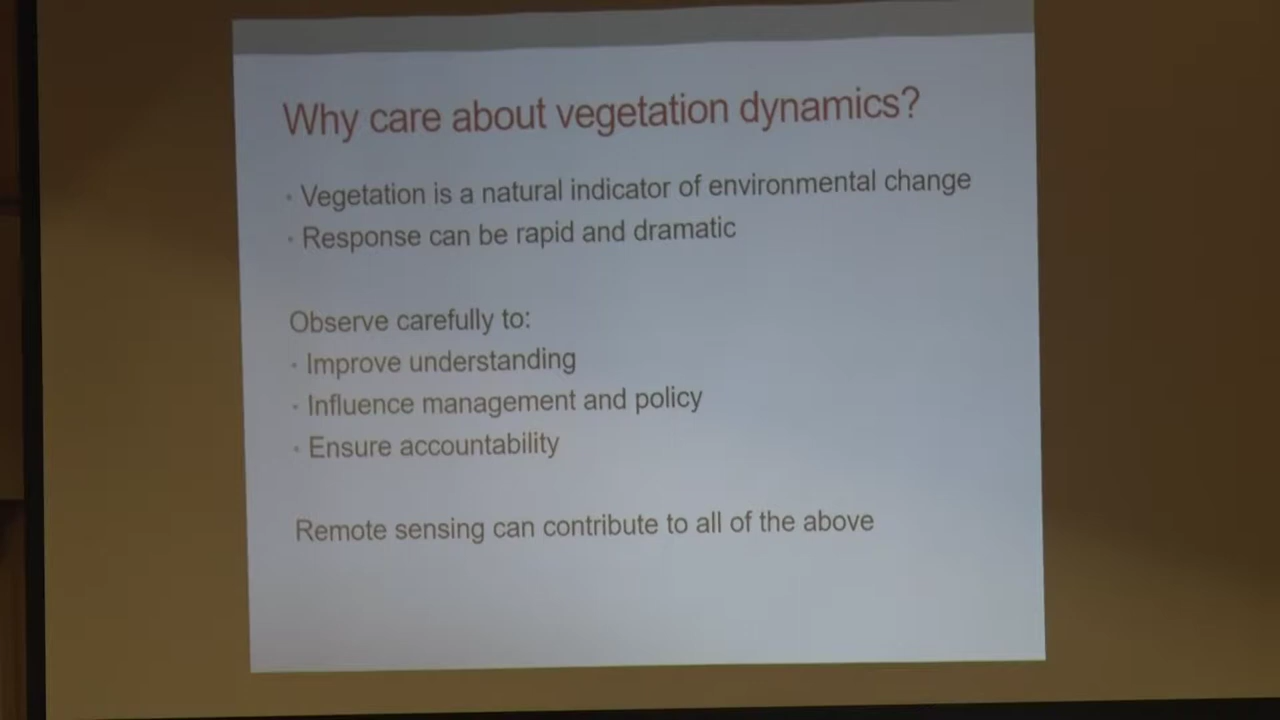 Why care about vegetation dynamics?
• Vegetation is a natural indicator of environmental change
• Response can be rapid and dramatic
Observe carefully to:
• Improve understanding
• Influence management and policy
• Ensure accountability
Remote sensing can contribute to all of the above